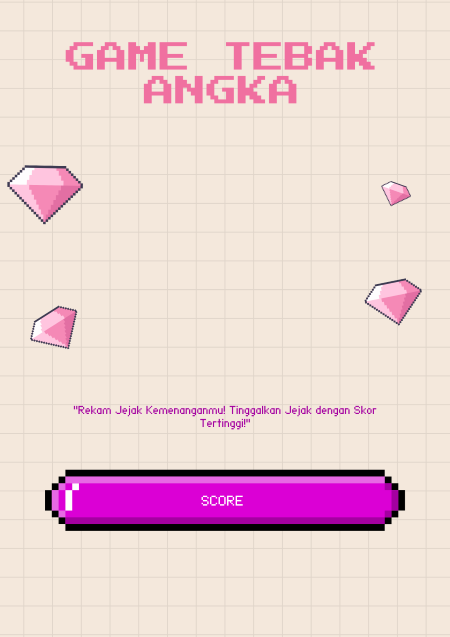 GAME TEBAK
ANGKA
"Rekam Jejak Kemenanganmu! Tinggalkan Jejak dengan Skor
Tertinggi!"
SCORE